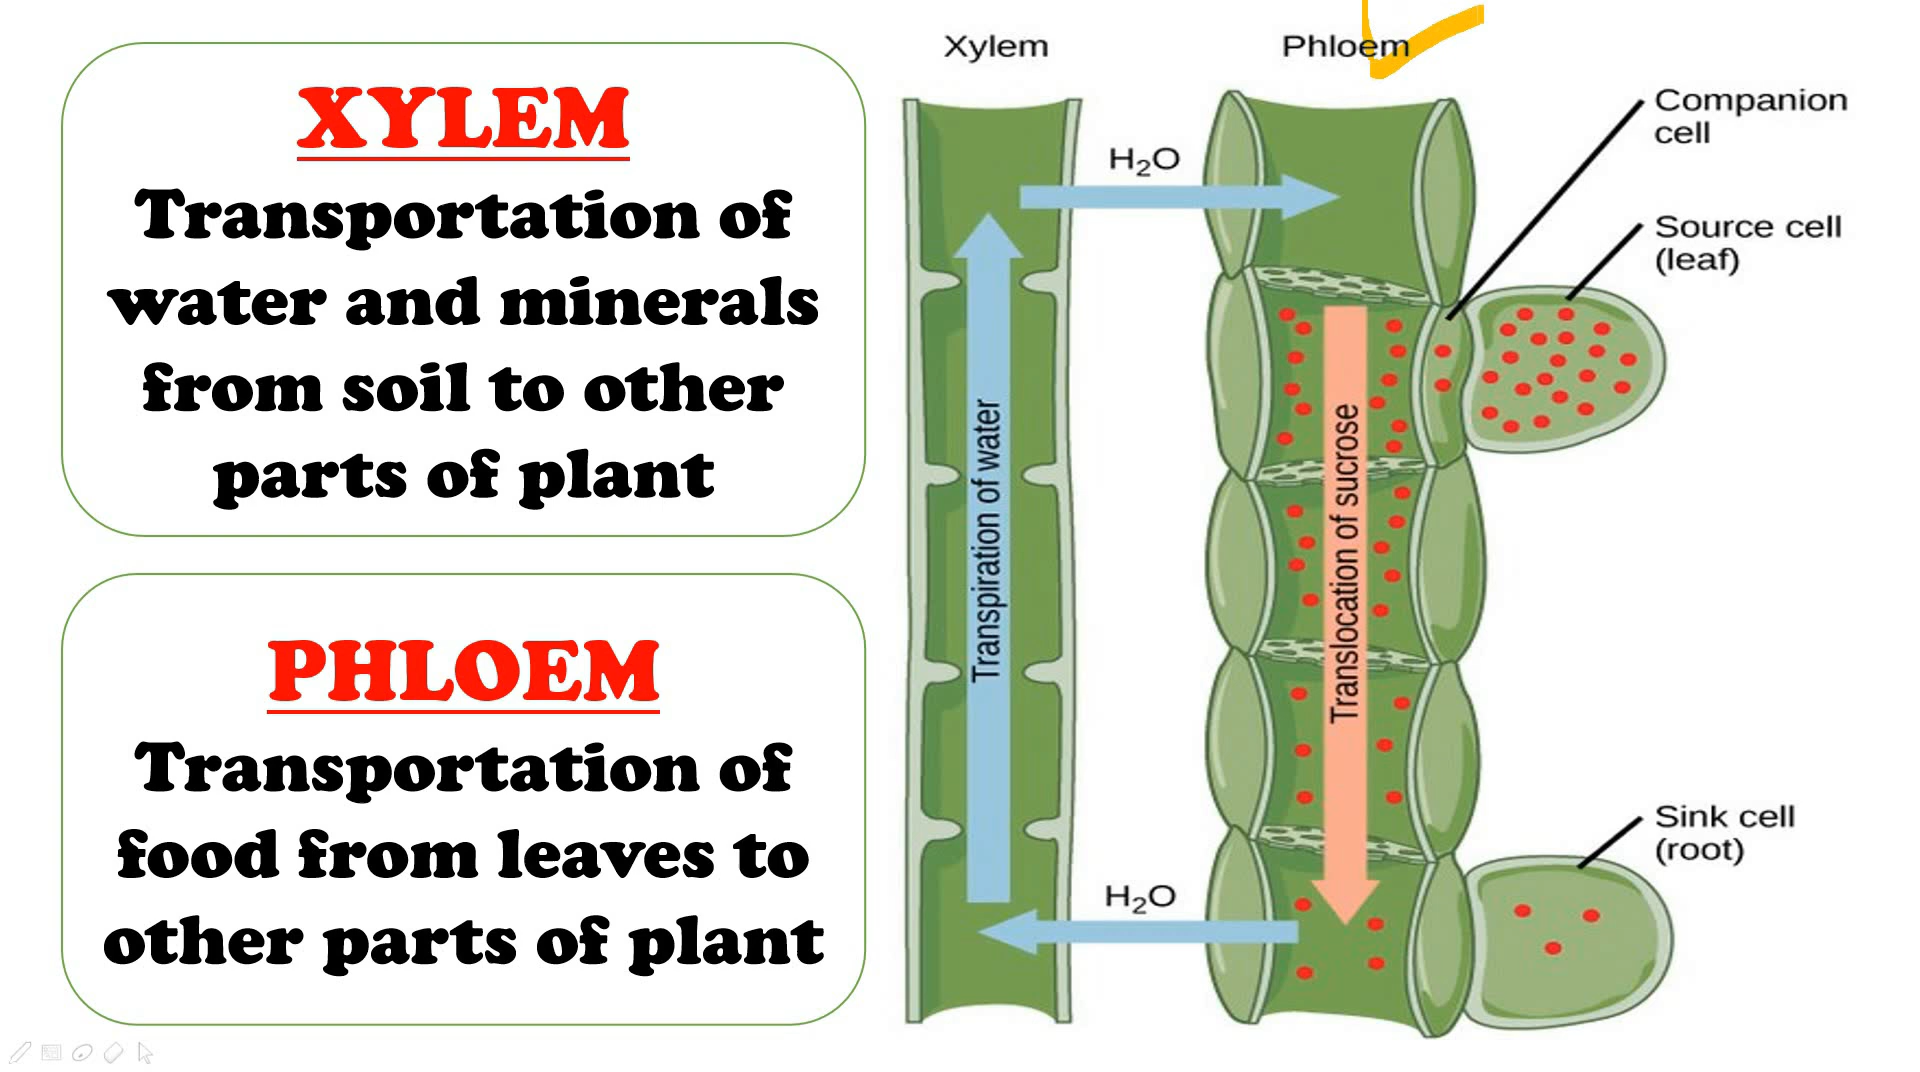 XYLEM
Transportation of
water and minerals
from soil to other
parts of plant
PHLOEM
Transportation of
food from leaves to
other parts of plant
Xylem
Phloem
H₂O
Companion
cell
Source cell
(leaf)
Transpiration of water
Translocation of sucrose
H₂O
Sink cell
(root)